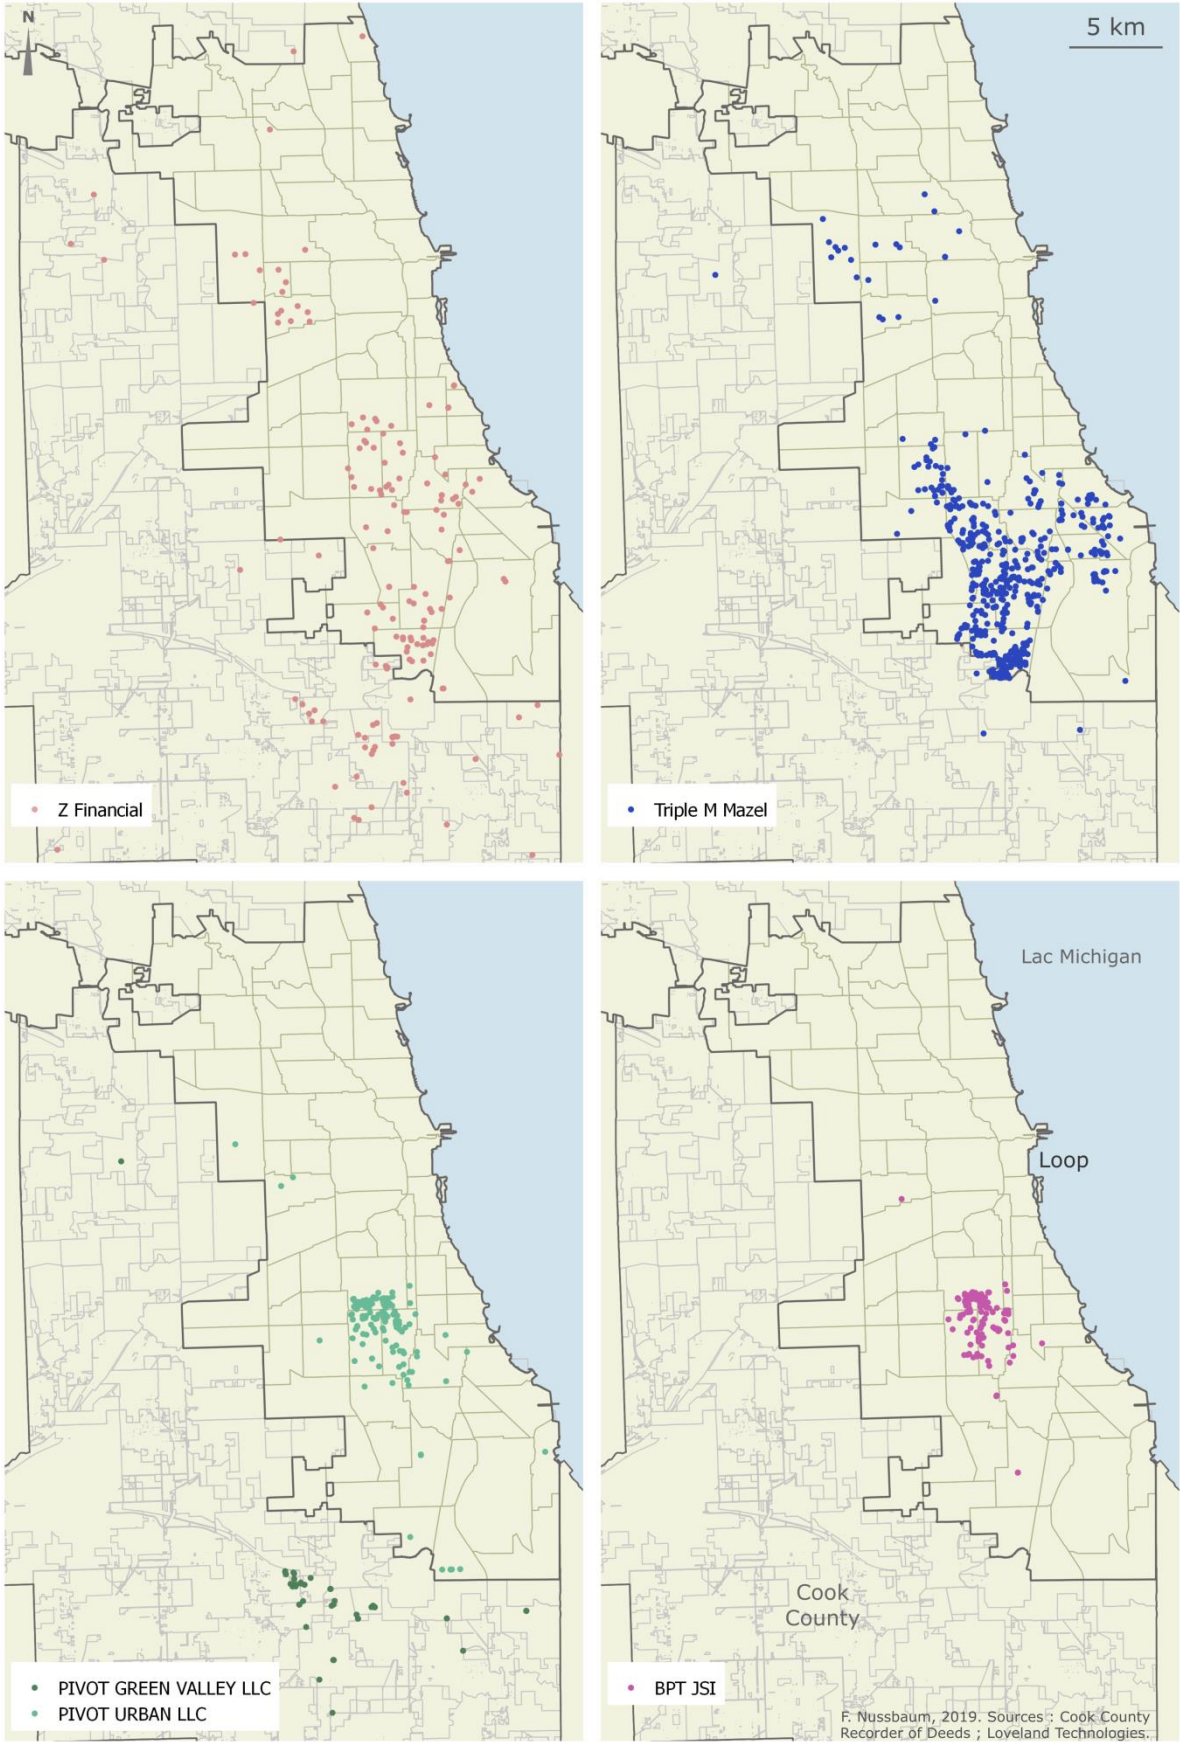 N
5 km
Z Financial
Triple M Mazel
Lac Michigan
Loop
Cook
County
PIVOT GREEN VALLEY LLC
PIVOT URBAN LLC
BPT JSI
F. Nussbaum, 2019. Sources : Cook County
Recorder of Deeds ; Loveland Technologies.